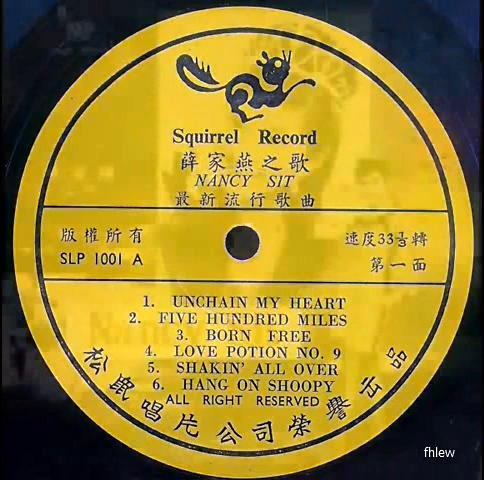 Squirrel Record
薛家燕之歌
NANCY SIT
最新流行歌曲
版權所有
SLP 1001 A
速度33⅓轉
第一面
1. UNCHAIN MY HEART
2. FIVE HUNDRED MILES
3. BORN FREE
4. LOVE POTION NO. 9
5. SHAKIN' ALL OVER
6. HANG ON SHOOPY
ALL RIGHT RESERVED
松鼠唱片公司榮譽出品
fhlew